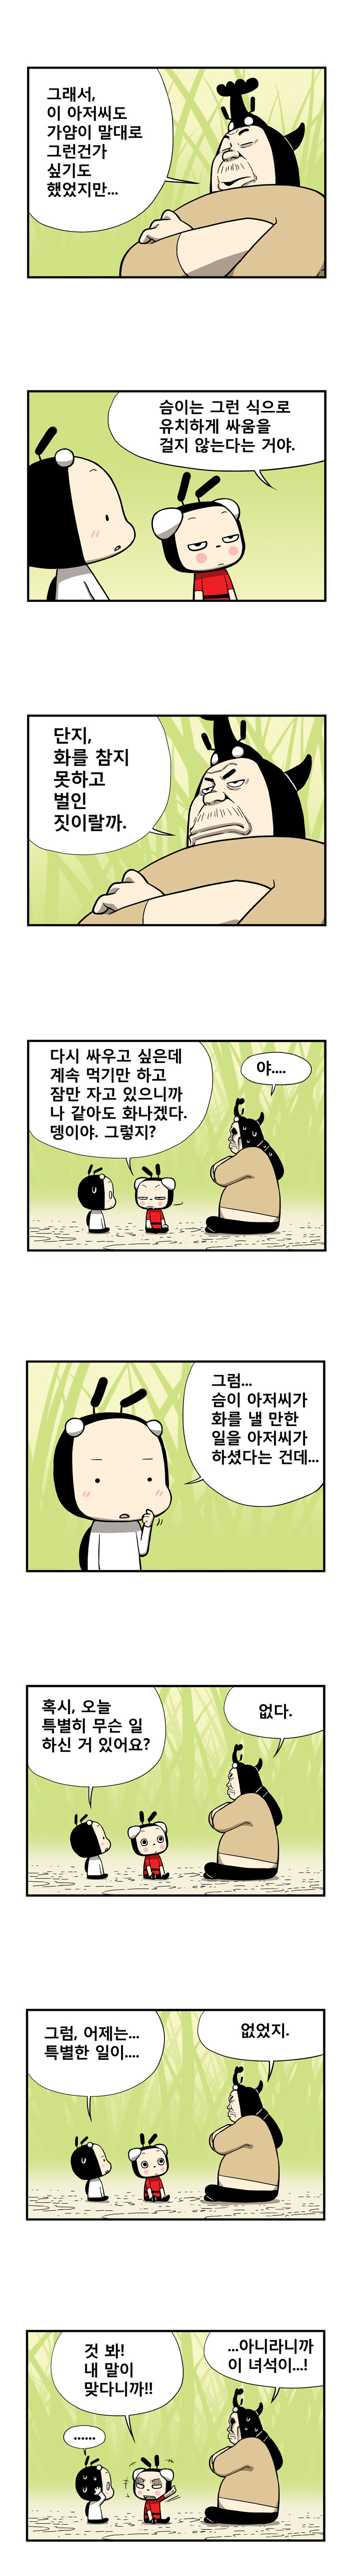 그래서,
이 아저씨도
가얌이 말대로
그런건가
싶기도
했었지만...
슴이는 그런 식으로
유치하게 싸움을
걸지 않는다는 거야.
단지,
화를 참지
못하고
벌인
짓이랄까.
다시 싸우고 싶은데
계속 먹기만 하고
잠만 자고 있으니까
나 같아도 화나겠다.
뎅이야. 그렇지?
야....
그럼...
슴이 아저씨가
화를 낼 만한
일을 아저씨가
하셨다는 건데...
혹시, 오늘
특별히 무슨 일
하신 거 있어요?
없다.
그럼, 어제는...
특별한 일이....
없었지.
것 봐!
내 말이
맞다니까!!
...아니라니까
이 녀석이...!
......